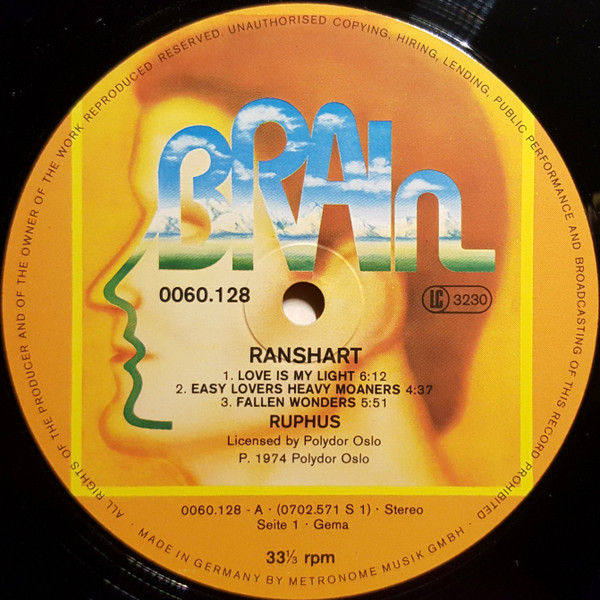 ALL RIGHTS OF THE PRODUCER AND OF THE OWNER OF THE WORK REPRODUCED RESERVED. UNAUTHORISED COPYING, HIRING, LENDING, PUBLIC PERFORMANCE AND BROADCASTING OF THIS RECORD PROHIBITED
BRAIn
0060.128
LC 3230
RANSHART
1. LOVE IS MY LIGHT 6:12
2. EASY LOVERS HEAVY MOANERS 4:37
3. FALLEN WONDERS 5:51
RUPHUS
Licensed by Polydor Oslo
P. 1974 Polydor Oslo
0060.128 - A · (0702.571 S 1) · Stereo
Seite 1 · Gema
33⅓ rpm
· MADE IN GERMANY BY METRONOME MUSIK GMBH ·